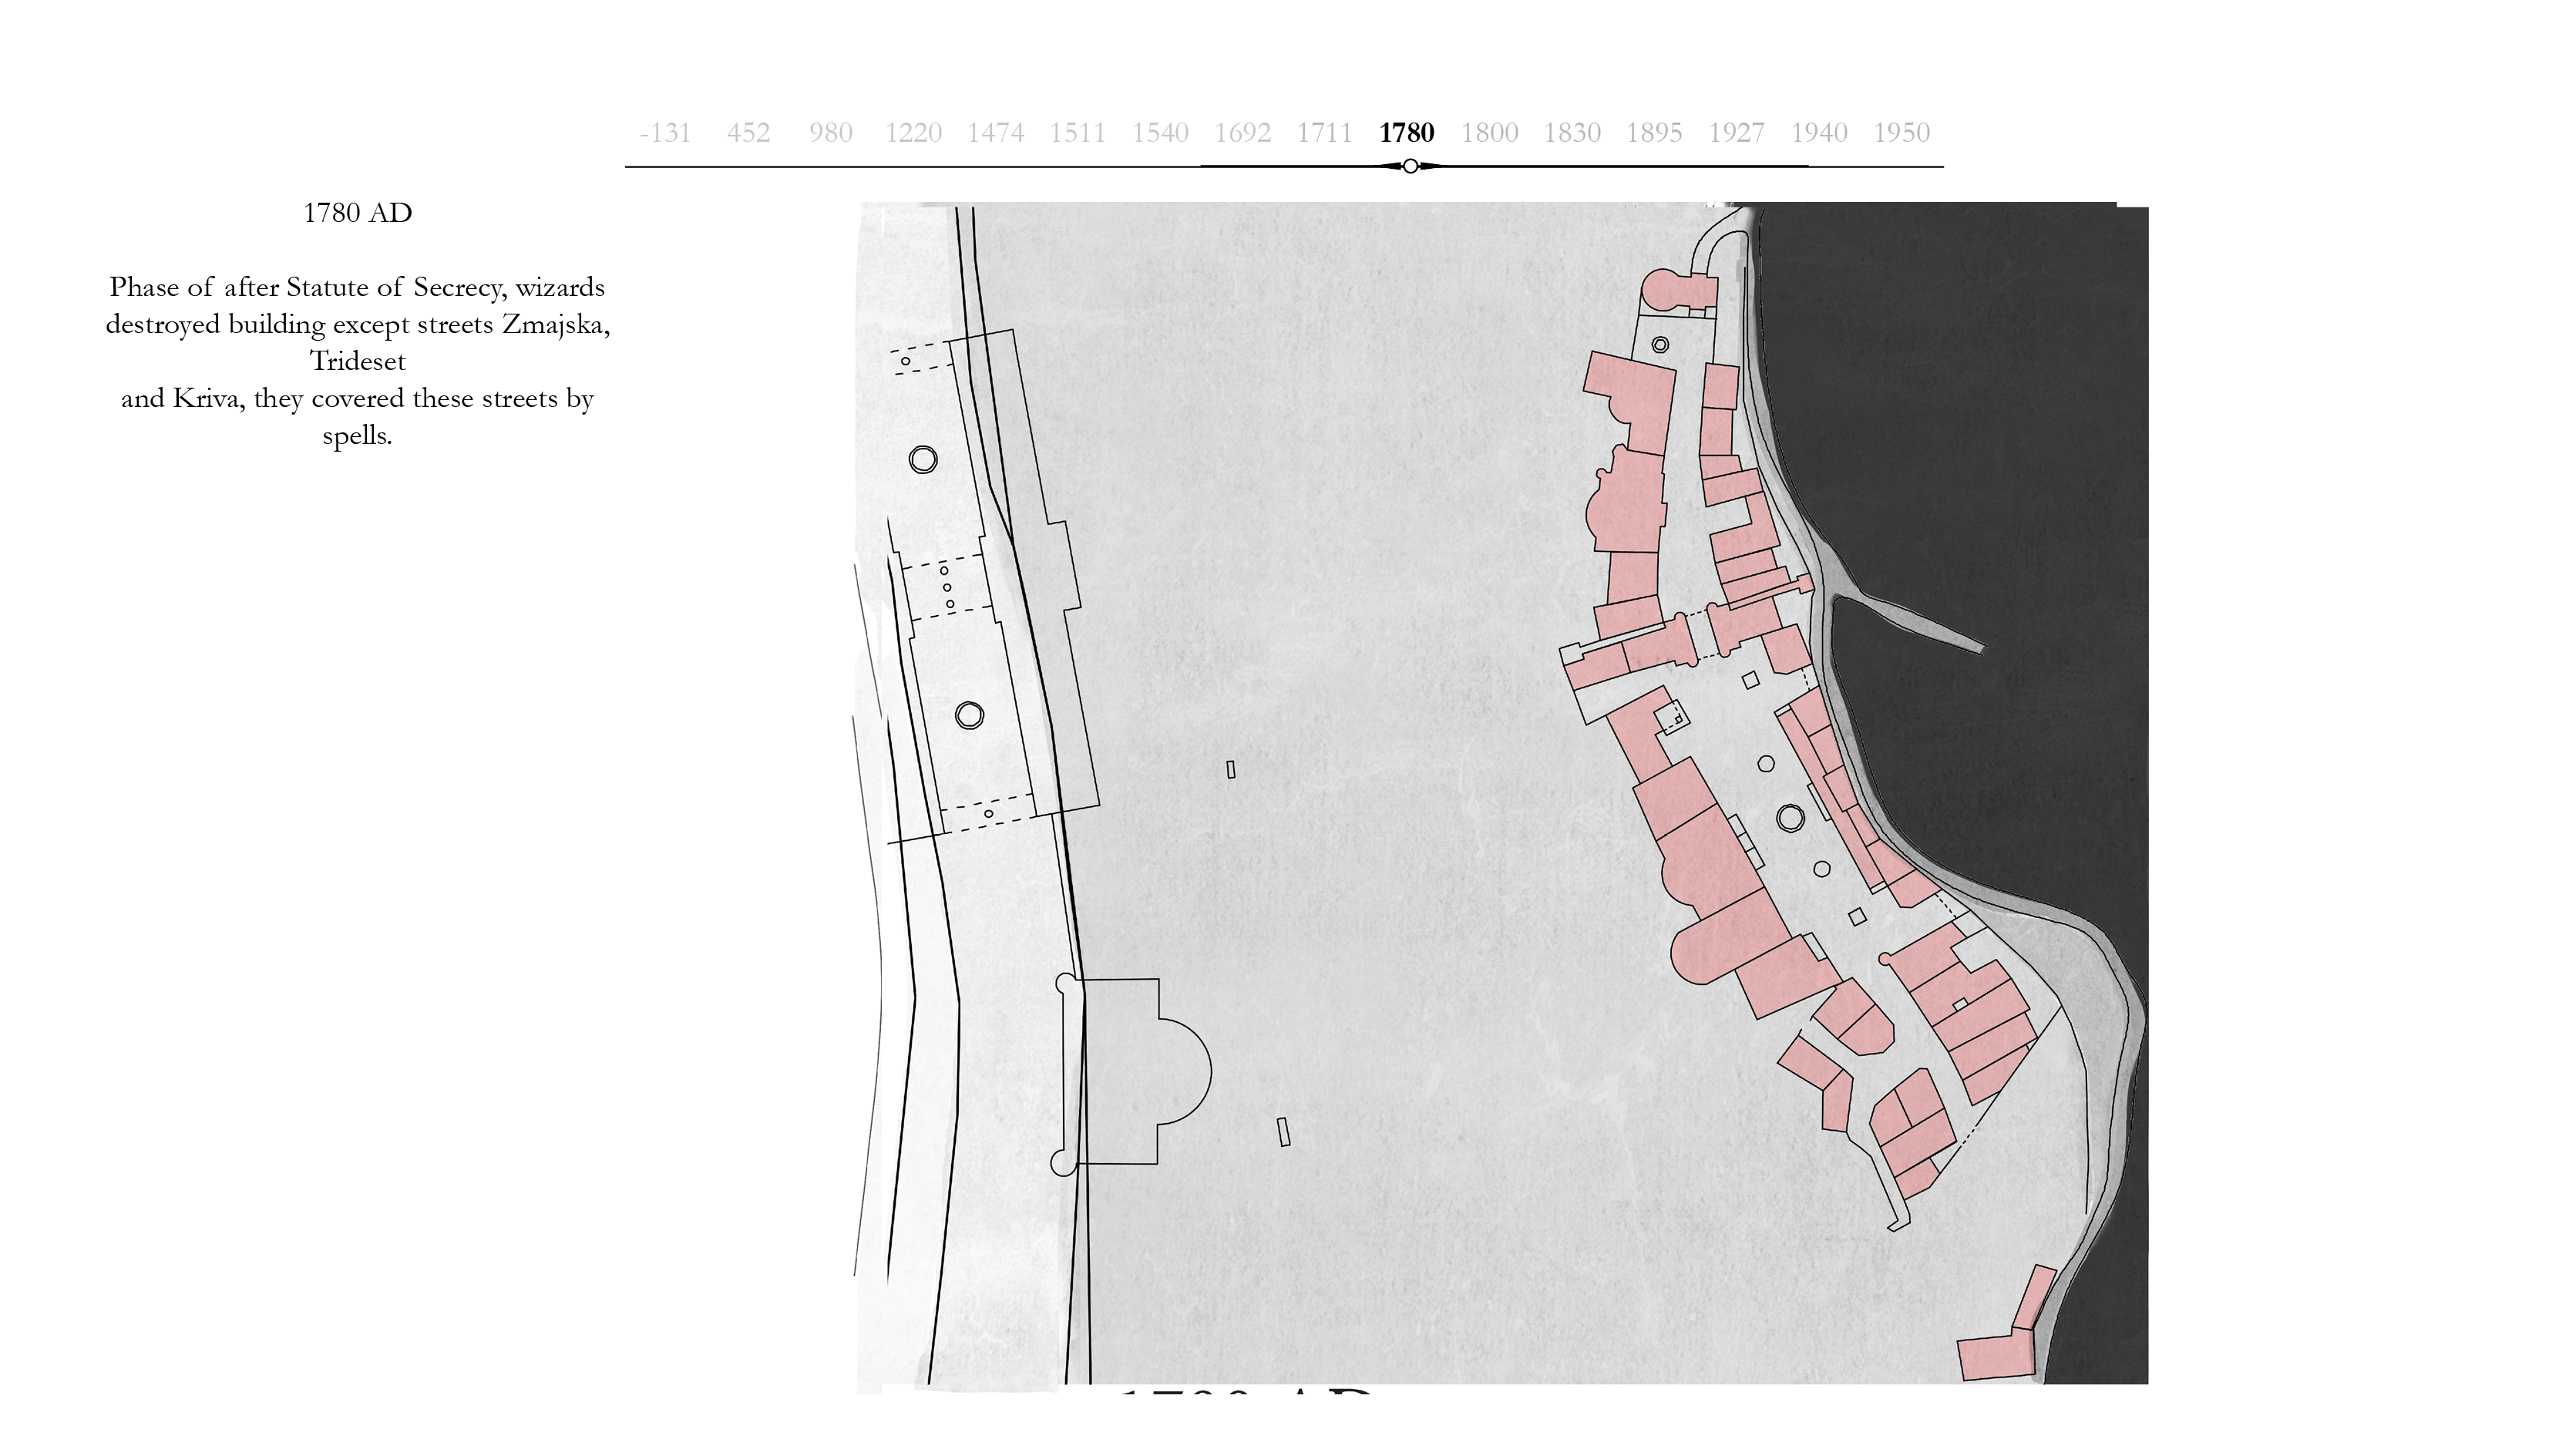 -131 452 980 1220 1474 1511 1540 1692 1711 1780 1800 1830 1895 1927 1940 1950
1780 AD
Phase of after Statute of Secrecy, wizards
destroyed building except streets Zmajska,
Trideset
and Kriva, they covered these streets by
spells.